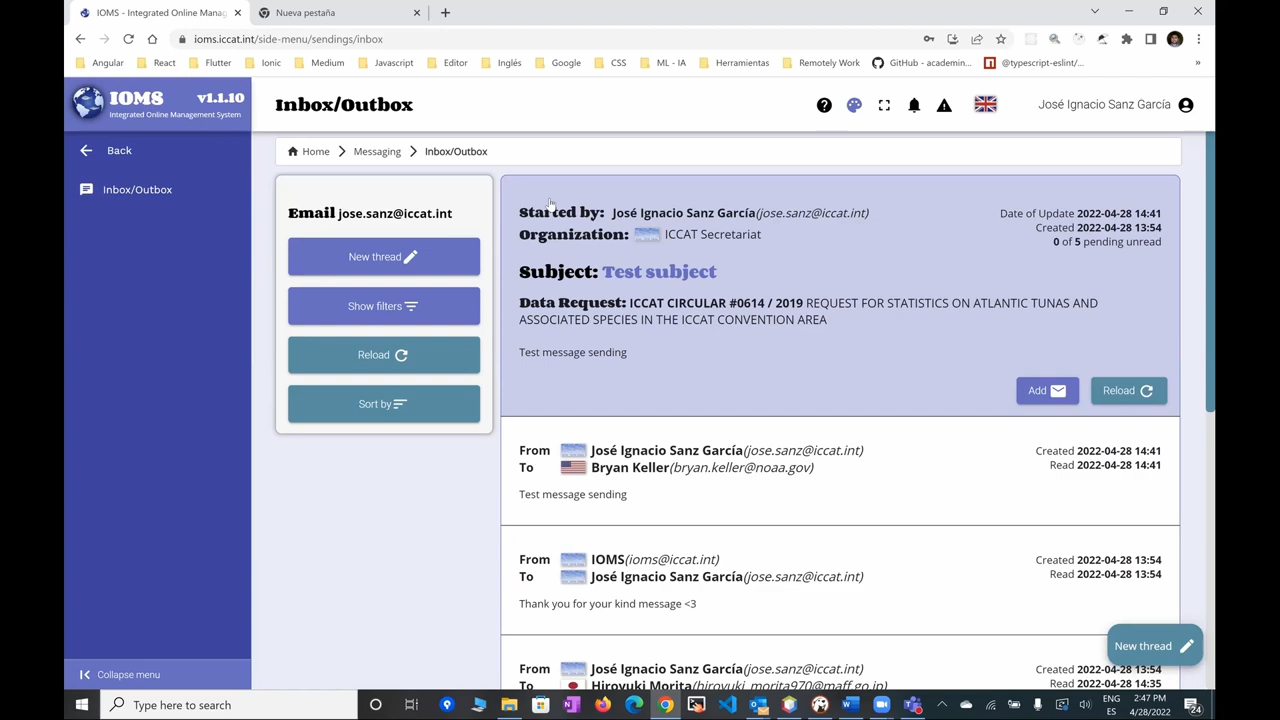 IOMS - Integrated Online Manag
Nueva pestaña
ioms.iccat.int/side-menu/sendings/inbox
Angular
React
Flutter
Ionic
Medium
Javascript
Editor
Inglés
Google
CSS
ML - IA
Herramientas
Remotely Work
GitHub - academin...
@typescript-eslint/...
»
IOMS v1.1.10
Integrated Online Management System
Inbox/Outbox
José Ignacio Sanz García
Back
Inbox/Outbox
Home
Messaging
Inbox/Outbox
Email jose.sanz@iccat.int
New thread
Show filters
Reload
Sort by
Started by: José Ignacio Sanz García(jose.sanz@iccat.int)
Organization: ICCAT Secretariat
Date of Update 2022-04-28 14:41
Created 2022-04-28 13:54
0 of 5 pending unread
Subject: Test subject
Data Request: ICCAT CIRCULAR #0614 / 2019 REQUEST FOR STATISTICS ON ATLANTIC TUNAS AND
ASSOCIATED SPECIES IN THE ICCAT CONVENTION AREA
Test message sending
Add
Reload
From José Ignacio Sanz García(jose.sanz@iccat.int)
To Bryan Keller(bryan.keller@noaa.gov)
Created 2022-04-28 14:41
Read 2022-04-28 14:41
Test message sending
From IOMS(ioms@iccat.int)
To José Ignacio Sanz García(jose.sanz@iccat.int)
Created 2022-04-28 13:54
Read 2022-04-28 13:54
Thank you for your kind message <3
From José Ignacio Sanz García(jose.sanz@iccat.int)
To Hiroyuki Morita(hiroyuki_morita970@maff.go.jp)
Created 2022-04-28 13:54
Read 2022-04-28 14:35
New thread
Collapse menu
Type here to search
ENG
ES
2:47 PM
4/28/2022
24